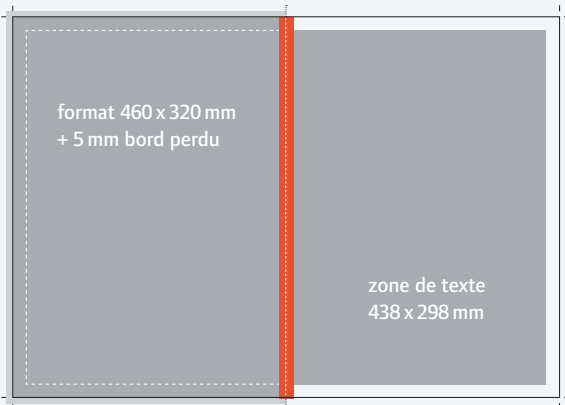 format 460 x 320 mm
+ 5 mm bord perdu
zone de texte
438 x 298 mm